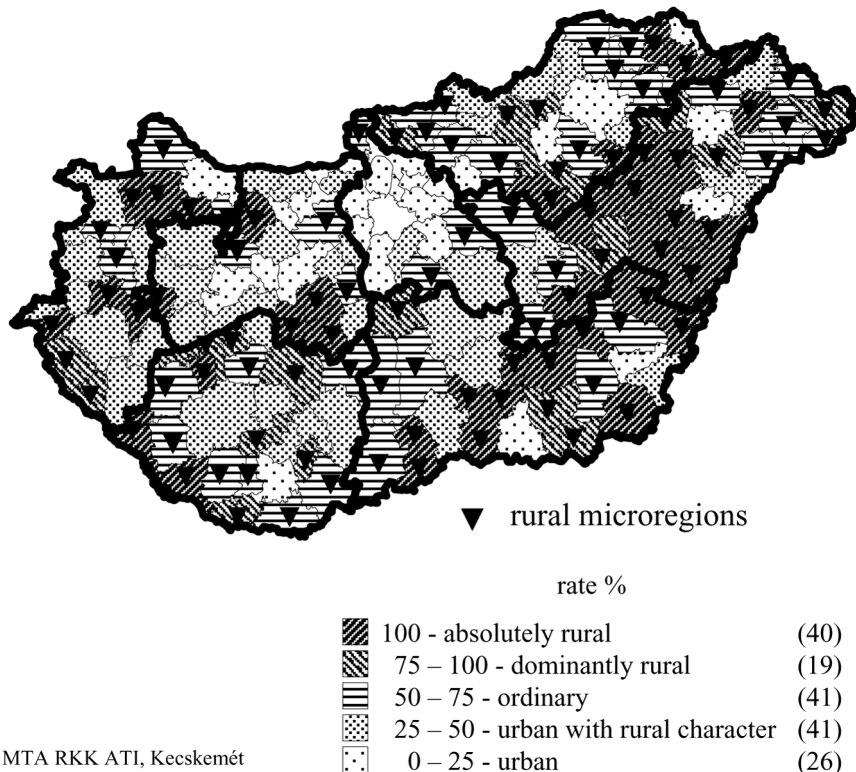 ▼ rural microregions
rate %
100 - absolutely rural (40)
75 – 100 - dominantly rural (19)
50 – 75 - ordinary (41)
25 – 50 - urban with rural character (41)
0 – 25 - urban (26)
MTA RKK ATI, Kecskemét